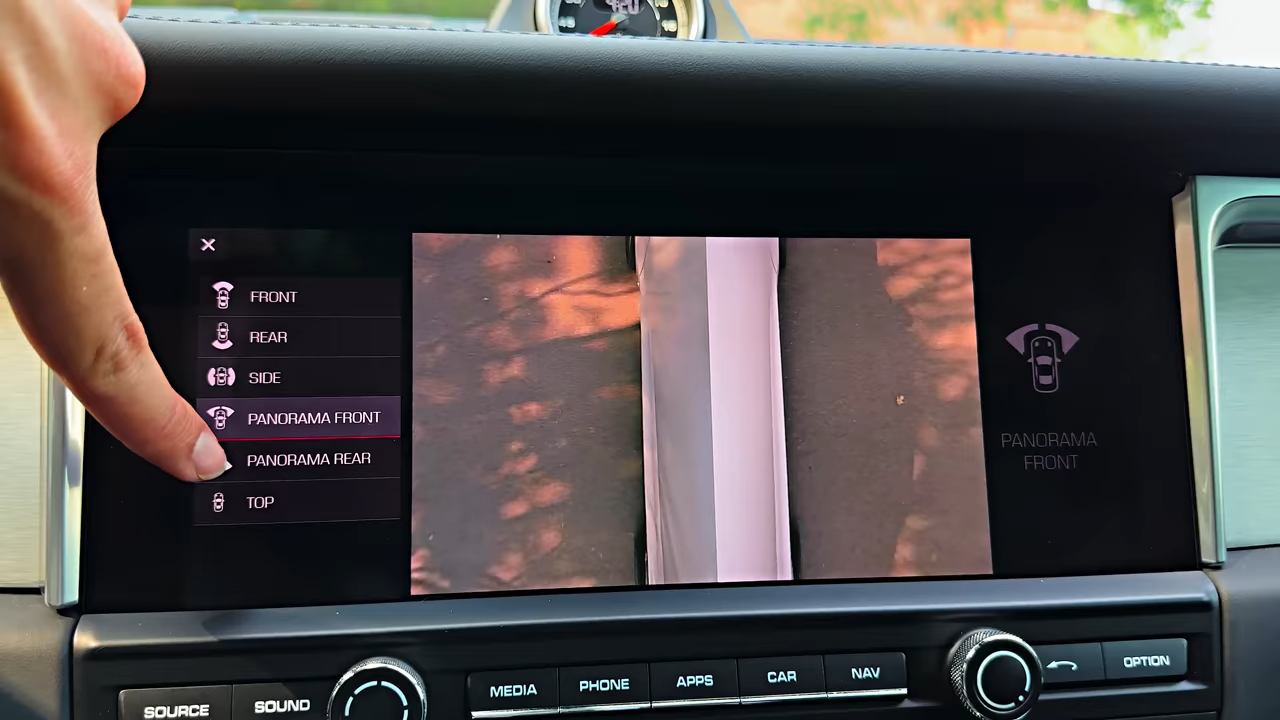 FRONT
REAR
SIDE
PANORAMA FRONT
PANORAMA REAR
TOP
PANORAMA
FRONT
SOURCE
SOUND
MEDIA
PHONE
APPS
CAR
NAV
OPTION